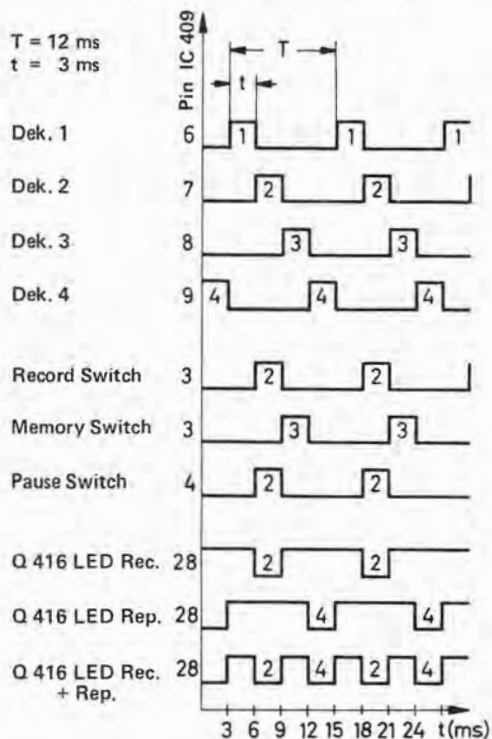 T = 12 ms
t = 3 ms
Pin IC 409
T
t
Dek. 1 6 1 1 1
Dek. 2 7 2 2
Dek. 3 8 3 3
Dek. 4 9 4 4 4
Record Switch 3 2 2
Memory Switch 3 3 3
Pause Switch 4 2 2
Q 416 LED Rec. 28 2 2
Q 416 LED Rep. 28 4 4
Q 416 LED Rec. 28 2 4 2 4
+ Rep.
3 6 9 12 15 18 21 24 t(ms)